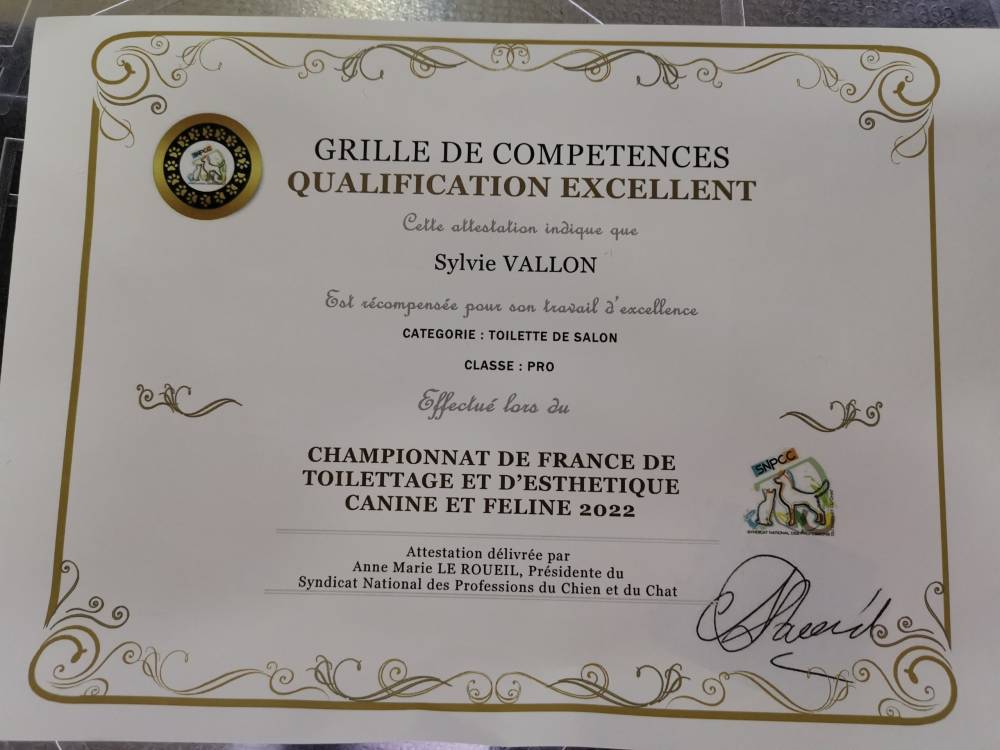 GRILLE DE COMPETENCES
QUALIFICATION EXCELLENT
Cette attestation indique que
Sylvie VALLON
Est récompensée pour son travail d'excellence
CATEGORIE : TOILETTE DE SALON
CLASSE : PRO
Effectué lors du
CHAMPIONNAT DE FRANCE DE
TOILETTAGE ET D'ESTHETIQUE
CANINE ET FELINE 2022
SNPCC
Attestation délivrée par
Anne Marie LE ROUEIL, Présidente du
Syndicat National des Professions du Chien et du Chat